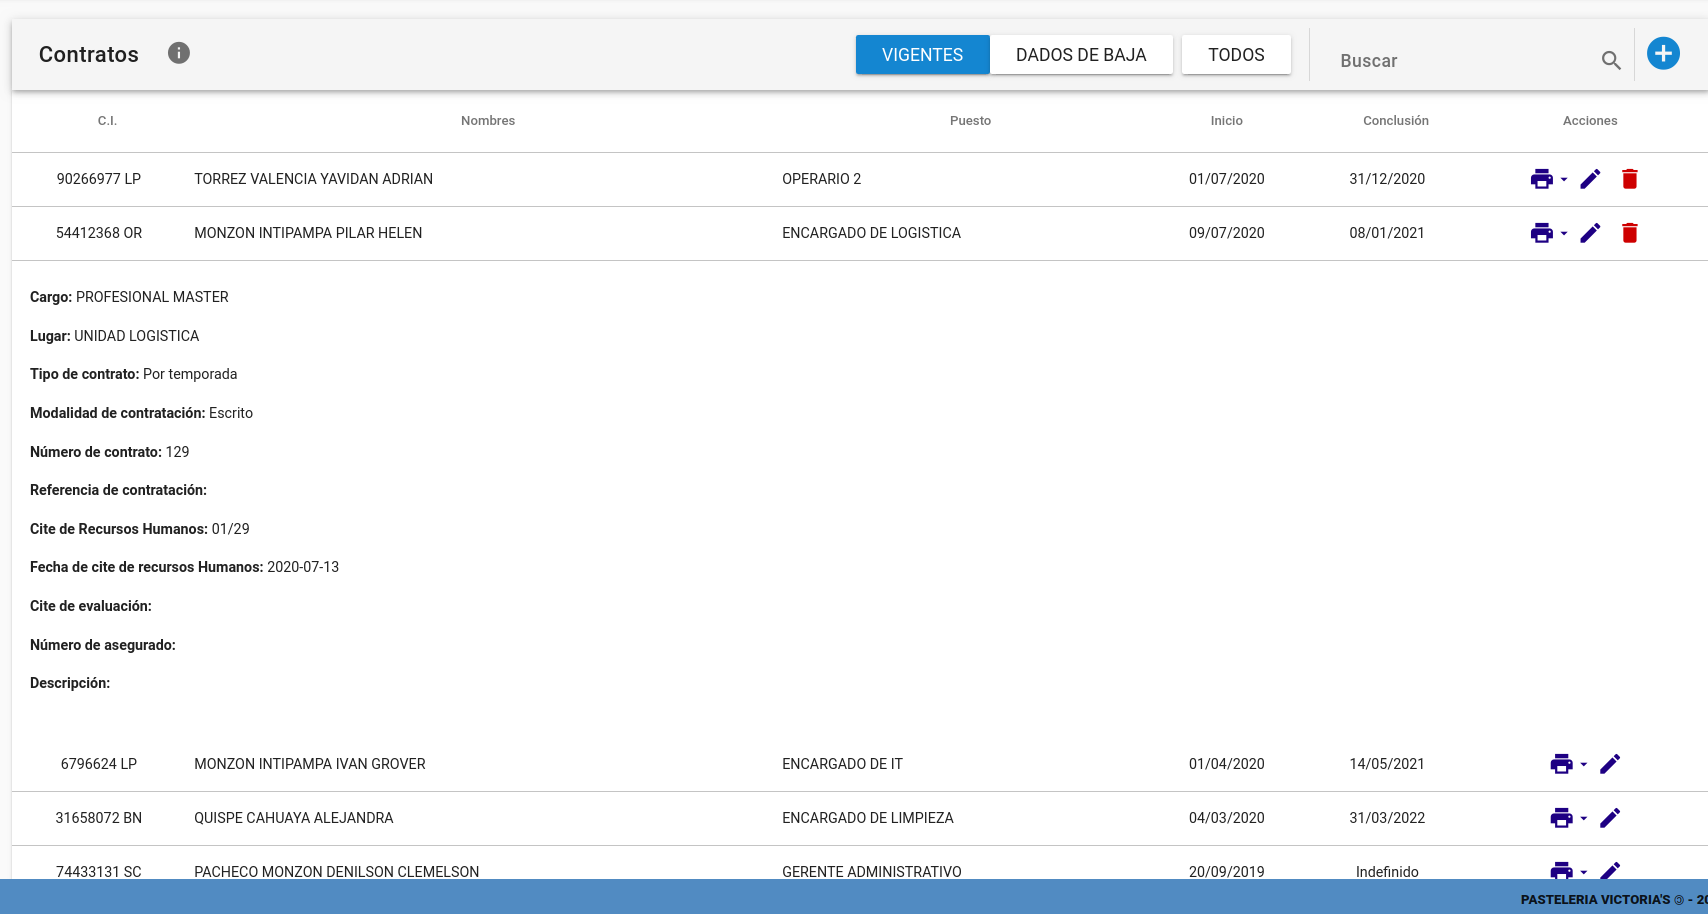 Contratos VIGENTES DADOS DE BAJA TODOS Buscar
C.I. Nombres Puesto Inicio Conclusión Acciones
90266977 LP TORREZ VALENCIA YAVIDAN ADRIAN OPERARIO 2 01/07/2020 31/12/2020
54412368 OR MONZON INTIPAMPA PILAR HELEN ENCARGADO DE LOGISTICA 09/07/2020 08/01/2021
Cargo: PROFESIONAL MASTER
Lugar: UNIDAD LOGISTICA
Tipo de contrato: Por temporada
Modalidad de contratación: Escrito
Número de contrato: 129
Referencia de contratación:
Cite de Recursos Humanos: 01/29
Fecha de cite de recursos Humanos: 2020-07-13
Cite de evaluación:
Número de asegurado:
Descripción:
6796624 LP MONZON INTIPAMPA IVAN GROVER ENCARGADO DE IT 01/04/2020 14/05/2021
31658072 BN QUISPE CAHUAYA ALEJANDRA ENCARGADO DE LIMPIEZA 04/03/2020 31/03/2022
74433131 SC PACHECO MONZON DENILSON CLEMELSON GERENTE ADMINISTRATIVO 20/09/2019 Indefinido
PASTELERIA VICTORIA'S © - 2